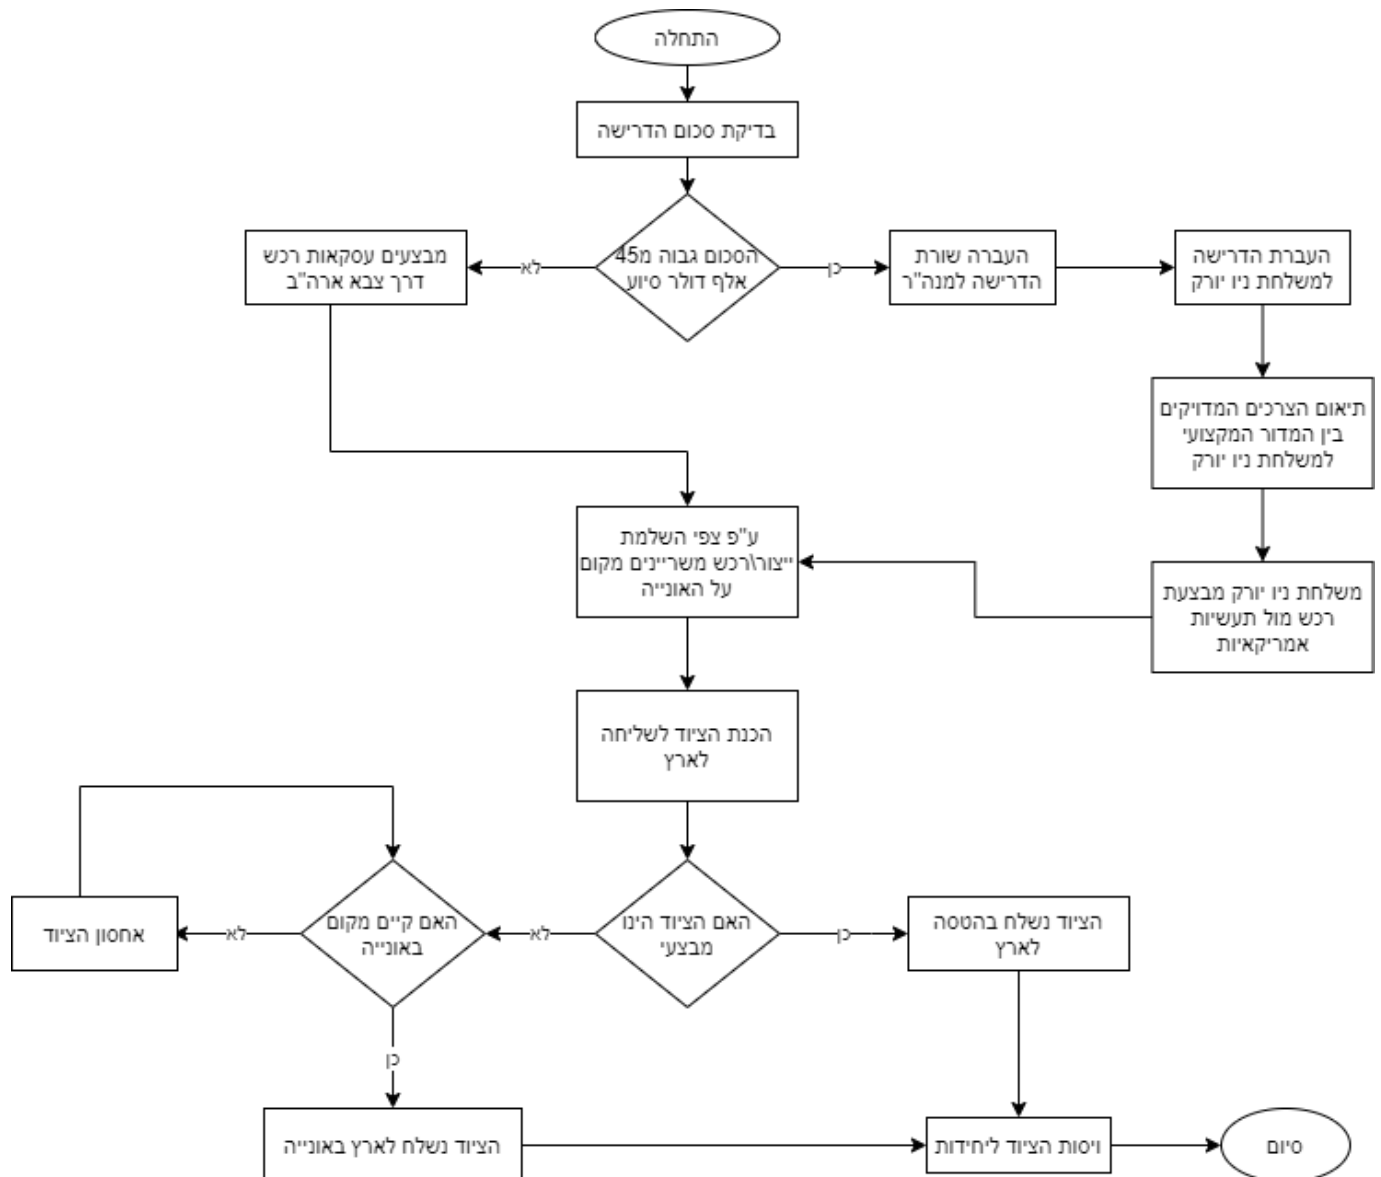 התחלה
בדיקת סכום הדרישה
הסכום גבוה מ45
אלף דולר סיוע
לא
מבצעים עסקאות רכש
דרך צבא ארה"ב
כן
העברה שורת
הדרישה למנה"ר
העברת הדרישה
למשלחת ניו יורק
תיאום הצרכים המדויקים
בין המדור המקצועי
למשלחת ניו יורק
משלחת ניו יורק מבצעת
רכש מול תעשיות
אמריקאיות
ע"פ צפי השלמת
ייצור\רכש משריינים מקום
על האונייה
הכנת הציוד לשליחה
לארץ
האם הציוד הינו
מבצעי
כן
הציוד נשלח בהטסה
לארץ
לא
האם קיים מקום
באונייה
לא
אחסון הציוד
כן
הציוד נשלח לארץ באונייה
ויסות הציוד ליחידות
סיום